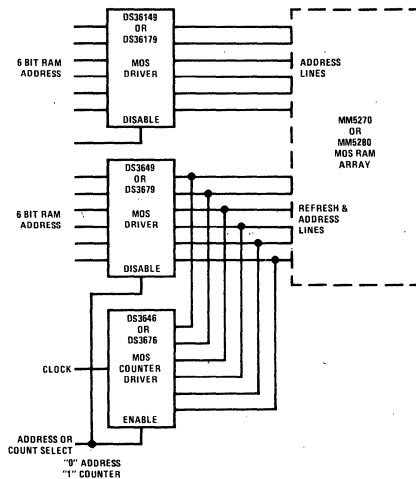 DS36149
OR
DS36179
MOS
DRIVER
DISABLE
6 BIT RAM
ADDRESS
ADDRESS
LINES
MM5270
OR
MM5280
MOS RAM
ARRAY
DS3649
OR
DS3679
MOS
DRIVER
DISABLE
6 BIT RAM
ADDRESS
REFRESH &
ADDRESS
LINES
DS3646
OR
DS3676
MOS
COUNTER
DRIVER
ENABLE
CLOCK
ADDRESS OR
COUNT SELECT
"0" ADDRESS
"1" COUNTER